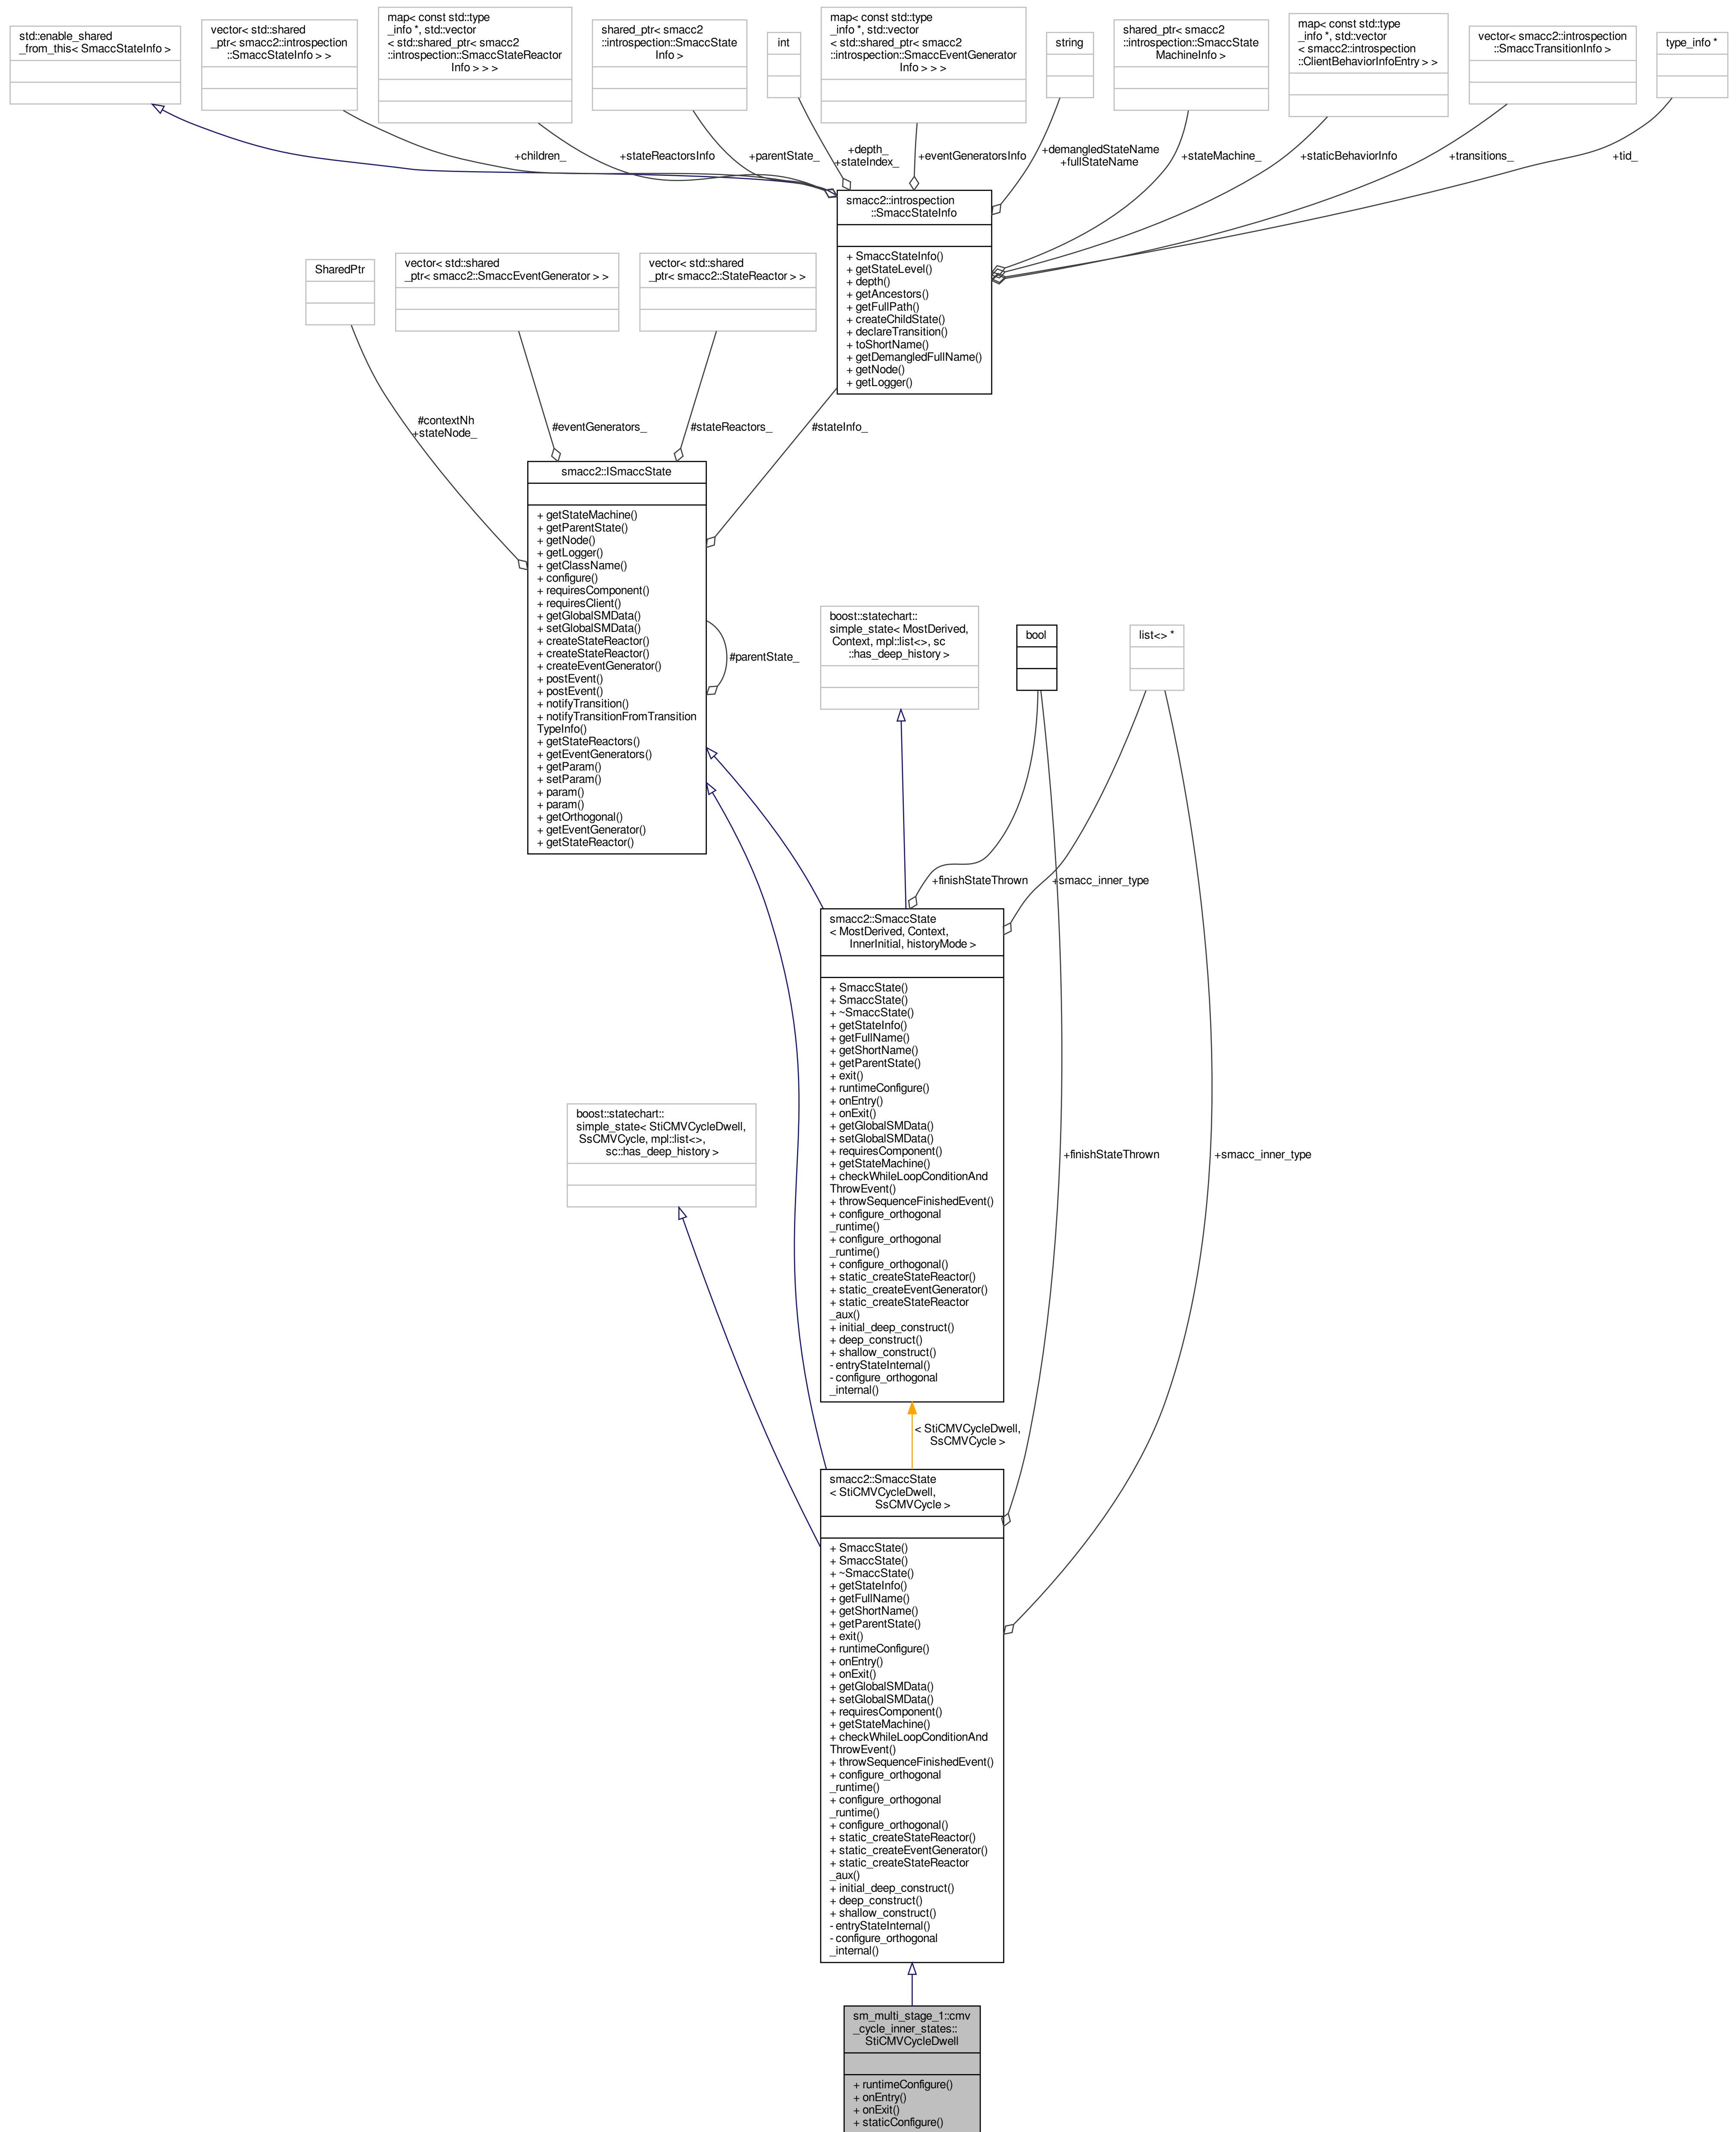 std::enable_shared
_from_this< SmaccStateInfo >
vector< std::shared
_ptr< smacc2::introspection
::SmaccStateInfo > >
map< const std::type
_info *, std::vector
< std::shared_ptr< smacc2
::introspection::SmaccStateReactor
Info > > >
shared_ptr< smacc2
::introspection::SmaccState
Info >
int
map< const std::type
_info *, std::vector
< std::shared_ptr< smacc2
::introspection::SmaccEventGenerator
Info > > >
string
shared_ptr< smacc2
::introspection::SmaccState
MachineInfo >
map< const std::type
_info *, std::vector
< smacc2::introspection
::ClientBehaviorInfoEntry > >
vector< smacc2::introspection
::SmaccTransitionInfo >
type_info *
+children_
+stateReactorsInfo
+parentState_
+depth_
+stateIndex_
+eventGeneratorsInfo
+demangledStateName
+fullStateName
+stateMachine_
+staticBehaviorInfo
+transitions_
+tid_
smacc2::introspection
::SmaccStateInfo
+ SmaccStateInfo()
+ getStateLevel()
+ depth()
+ getAncestors()
+ getFullPath()
+ createChildState()
+ declareTransition()
+ toShortName()
+ getDemangledFullName()
+ getNode()
+ getLogger()
SharedPtr
vector< std::shared
_ptr< smacc2::SmaccEventGenerator > >
vector< std::shared
_ptr< smacc2::StateReactor > >
#contextNh
+stateNode_
#eventGenerators_
#stateReactors_
#stateInfo_
smacc2::ISmaccState
+ getStateMachine()
+ getParentState()
+ getNode()
+ getLogger()
+ getClassName()
+ configure()
+ requiresComponent()
+ requiresClient()
+ getGlobalSMData()
+ setGlobalSMData()
+ createStateReactor()
+ createStateReactor()
+ createEventGenerator()
+ postEvent()
+ postEvent()
+ notifyTransition()
+ notifyTransitionFromTransition
TypeInfo()
+ getStateReactors()
+ getEventGenerators()
+ getParam()
+ setParam()
+ param()
+ param()
+ getOrthogonal()
+ getEventGenerator()
+ getStateReactor()
#parentState_
boost::statechart::
simple_state< MostDerived,
Context, mpl::list<>, sc
::has_deep_history >
bool
list<> *
+finishStateThrown
+smacc_inner_type
smacc2::SmaccState
< MostDerived, Context,
InnerInitial, historyMode >
+ SmaccState()
+ SmaccState()
+ ~SmaccState()
+ getStateInfo()
+ getFullName()
+ getShortName()
+ getParentState()
+ exit()
+ runtimeConfigure()
+ onEntry()
+ onExit()
+ getGlobalSMData()
+ setGlobalSMData()
+ requiresComponent()
+ getStateMachine()
+ checkWhileLoopConditionAnd
ThrowEvent()
+ throwSequenceFinishedEvent()
+ configure_orthogonal
_runtime()
+ configure_orthogonal
_runtime()
+ configure_orthogonal()
+ static_createStateReactor()
+ static_createEventGenerator()
+ static_createStateReactor
_aux()
+ initial_deep_construct()
+ deep_construct()
+ shallow_construct()
- entryStateInternal()
- configure_orthogonal
_internal()
boost::statechart::
simple_state< StiCMVCycleDwell,
SsCMVCycle, mpl::list<>,
sc::has_deep_history >
+finishStateThrown
+smacc_inner_type
< StiCMVCycleDwell,
SsCMVCycle >
smacc2::SmaccState
< StiCMVCycleDwell,
SsCMVCycle >
+ SmaccState()
+ SmaccState()
+ ~SmaccState()
+ getStateInfo()
+ getFullName()
+ getShortName()
+ getParentState()
+ exit()
+ runtimeConfigure()
+ onEntry()
+ onExit()
+ getGlobalSMData()
+ setGlobalSMData()
+ requiresComponent()
+ getStateMachine()
+ checkWhileLoopConditionAnd
ThrowEvent()
+ throwSequenceFinishedEvent()
+ configure_orthogonal
_runtime()
+ configure_orthogonal
_runtime()
+ configure_orthogonal()
+ static_createStateReactor()
+ static_createEventGenerator()
+ static_createStateReactor
_aux()
+ initial_deep_construct()
+ deep_construct()
+ shallow_construct()
- entryStateInternal()
- configure_orthogonal
_internal()
sm_multi_stage_1::cmv
_cycle_inner_states::
StiCMVCycleDwell
+ runtimeConfigure()
+ onEntry()
+ onExit()
+ staticConfigure()